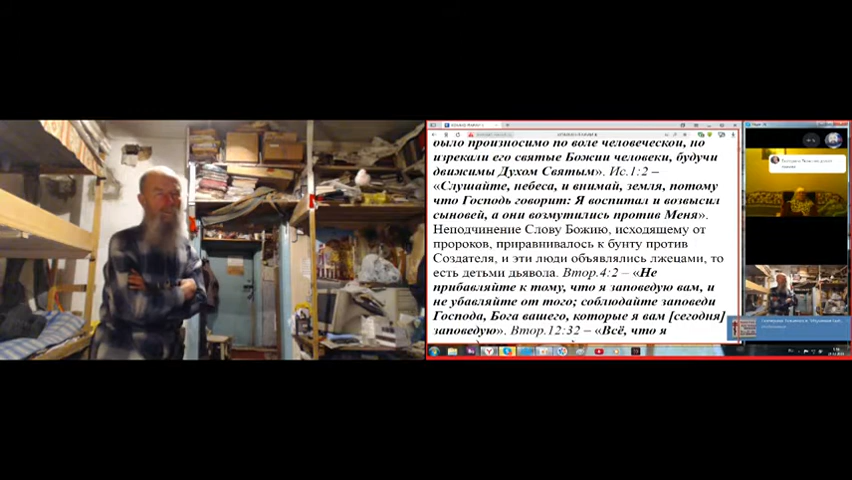 было произносимо по воле человеческой, но
изрекали его святые Божии человеки, будучи
движимы Духом Святым». Ис.1:2 –
«Слушайте, небеса, и внимай, земля, потому
что Господь говорит: Я воспитал и возвысил
сыновей, а они возмутились против Меня».
Неподчинение Слову Божию, исходящему от
пророков, приравнивалось к бунту против
Создателя, и эти люди объявлялись лжецами, то
есть детьми дьявола. Втор.4:2 – «Не
прибавляйте к тому, что я заповедую вам, и
не убавляйте от того; соблюдайте заповеди
Господа, Бога вашего, которые я вам [сегодня]
заповедую». Втор.12:32 – «Всё, что я